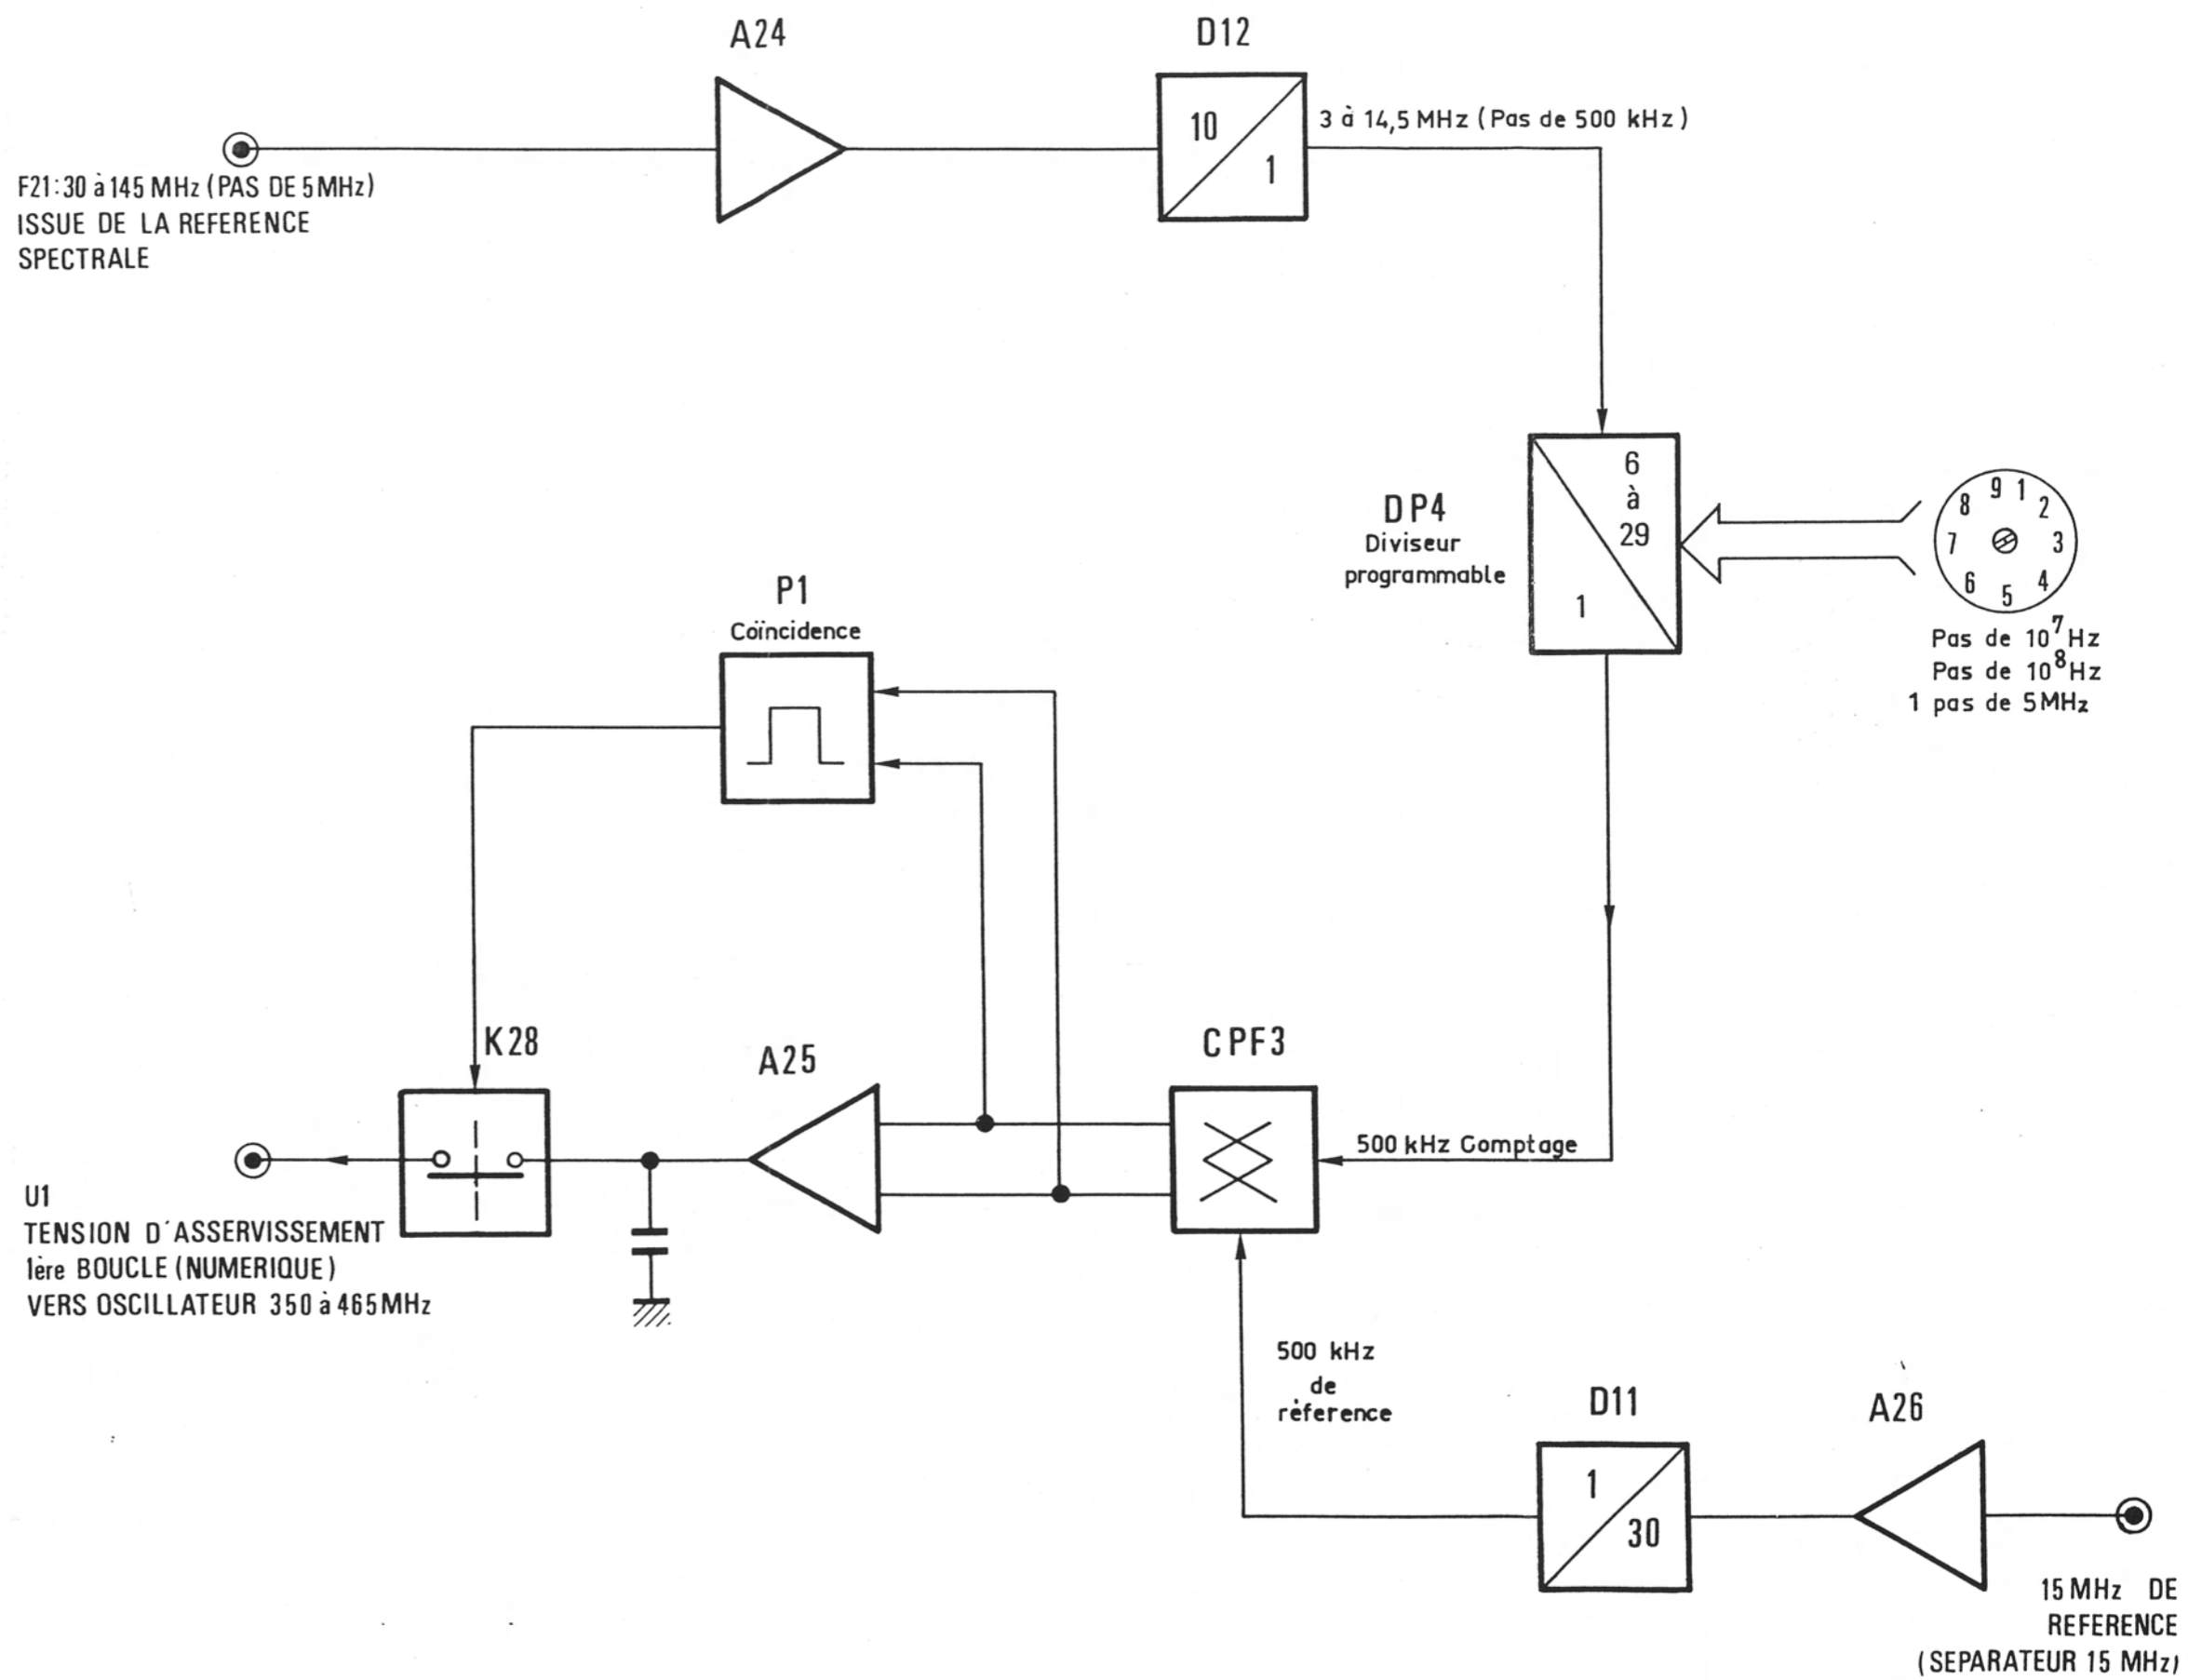 A24
D12
10
1
3 à 14,5 MHz (Pas de 500 kHz)
F21:30 à 145 MHz (PAS DE 5 MHz)
ISSUE DE LA REFERENCE
SPECTRALE
DP4
Diviseur
programmable
6
à
29
1
9 1 2 3 4 5 6 7 8
Pas de 10⁷ Hz
Pas de 10⁸ Hz
1 pas de 5 MHz
P1
Coïncidence
K28
A25
CPF3
500 kHz Comptage
U1
TENSION D'ASSERVISSEMENT
1ère BOUCLE (NUMERIQUE)
VERS OSCILLATEUR 350 à 465 MHz
500 kHz
de
réference
D11
1
30
A26
15 MHz DE
REFERENCE
(SEPARATEUR 15 MHz)